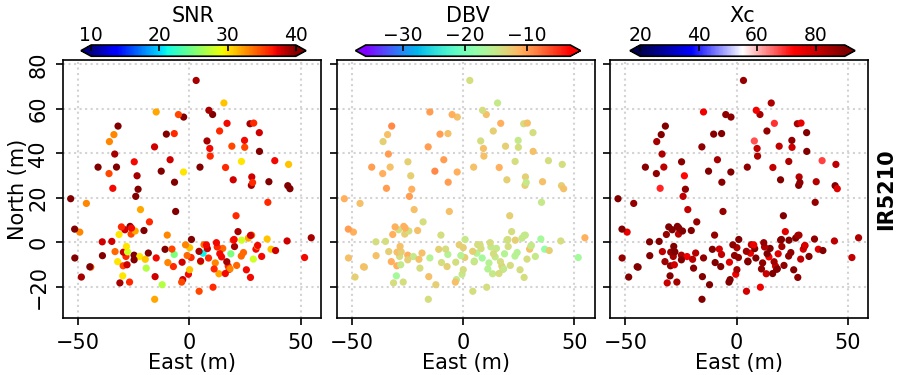 SNR DBV Xc
10 20 30 40 −30 −20 −10 20 40 60 80
80
60
40
20
0
−20
North (m)
−50 0 50 −50 0 50 −50 0 50
East (m) East (m) East (m)
IR5210